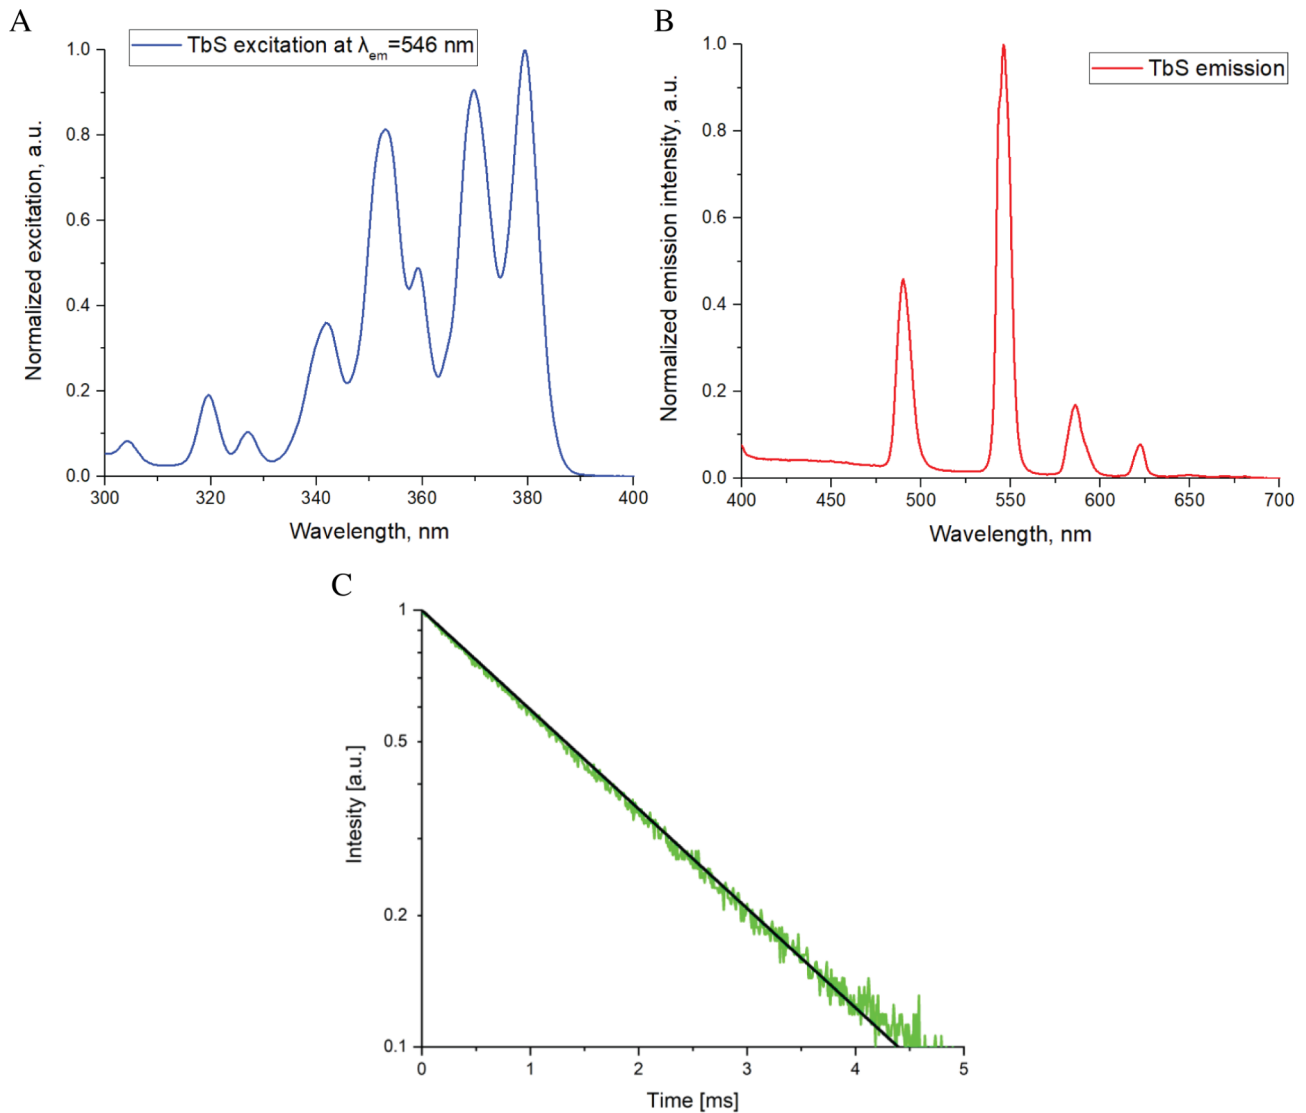 A
TbS excitation at λem=546 nm
Normalized excitation, a.u.
1.0
0.8
0.6
0.4
0.2
0.0
300 320 340 360 380 400
Wavelength, nm
B
TbS emission
Normalized emission intensity, a.u.
1.0
0.8
0.6
0.4
0.2
0.0
400 450 500 550 600 650 700
Wavelength, nm
C
Intesity [a.u.]
1
0.5
0.2
0.1
0 1 2 3 4 5
Time [ms]